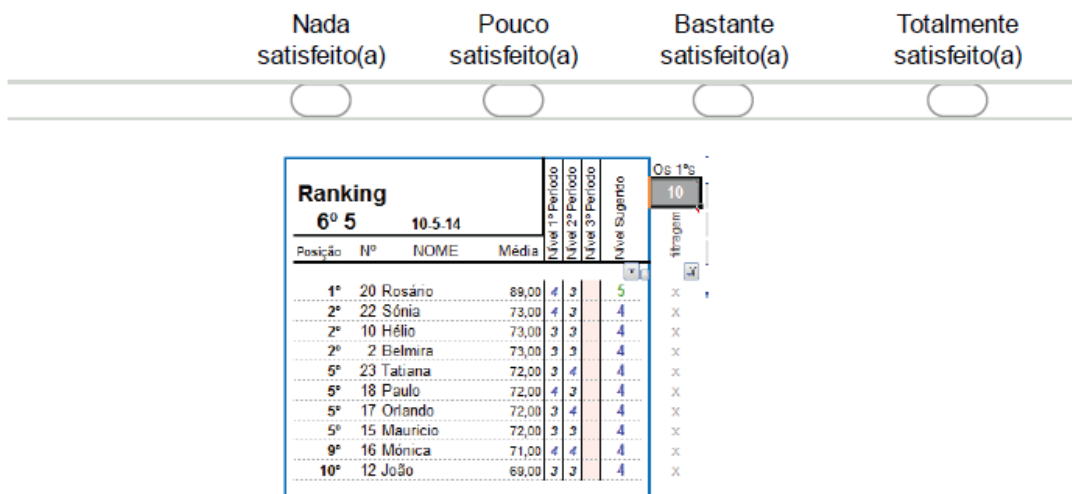 Nada satisfeito(a)
Pouco satisfeito(a)
Bastante satisfeito(a)
Totalmente satisfeito(a)
Ranking
6º 5 10-5-14
Posição Nº NOME Média Nível 1º Período Nível 2º Período Nível 3º Período Nível Sugerido
Os 1ºs
10
filtragem
1º 20 Rosário 89,00 4 3 5 x
2º 22 Sónia 73,00 4 3 4 x
2º 10 Hélio 73,00 3 3 4 x
2º 2 Belmira 73,00 3 3 4 x
5º 23 Tatiana 72,00 3 4 4 x
5º 18 Paulo 72,00 4 3 4 x
5º 17 Orlando 72,00 3 4 4 x
5º 15 Mauricio 72,00 3 3 4 x
9º 16 Mónica 71,00 4 4 4 x
10º 12 João 69,00 3 3 4 x